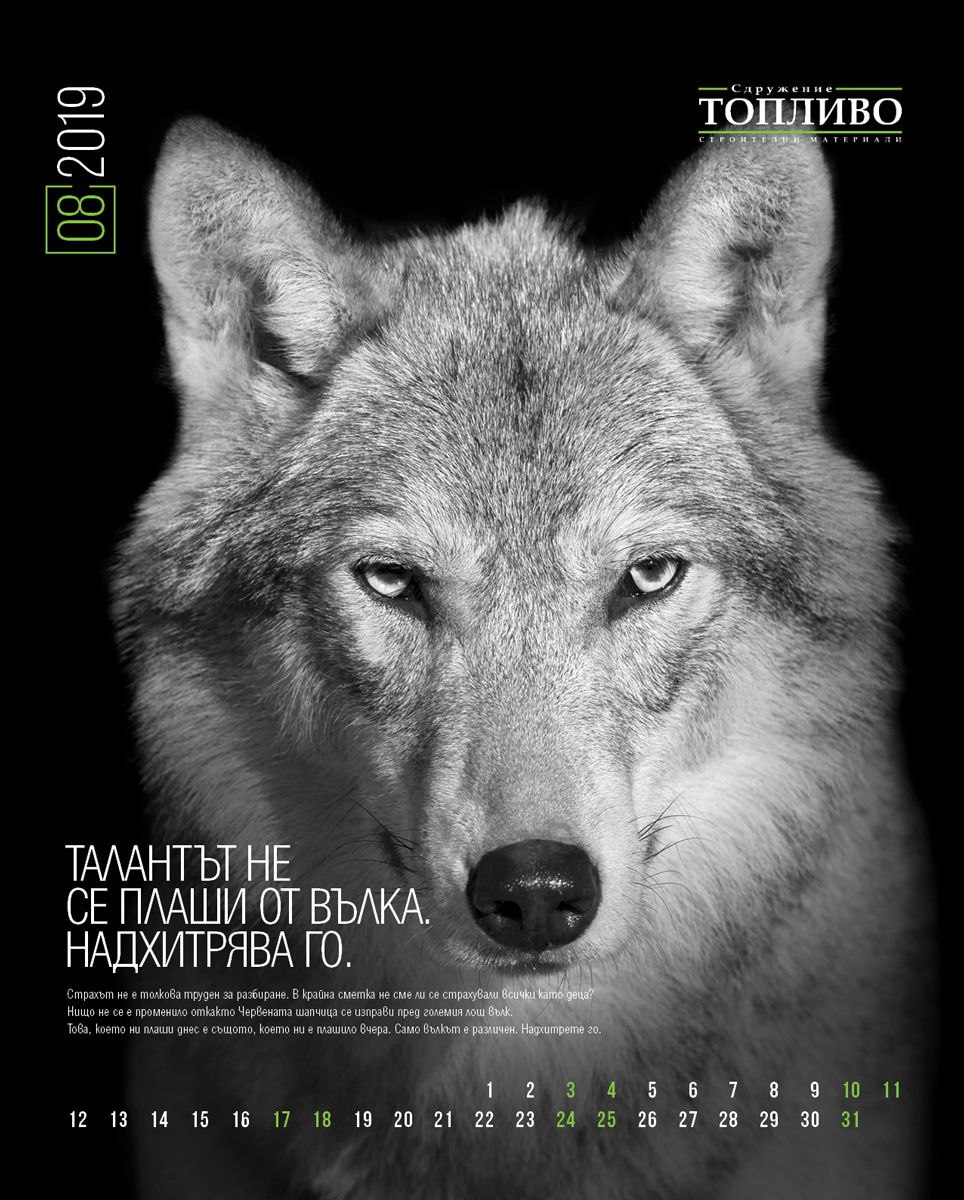 08 2019
Сдружение
ТОПЛИВО
СТРОИТЕЛНИ МАТЕРИАЛИ
ТАЛАНТЪТ НЕ
СЕ ПЛАШИ ОТ ВЪЛКА.
НАДХИТРЯВА ГО.
Страхът не е толкова труден за разбиране. В крайна сметка не сме ли се страхували всички като деца?
Нищо не се е променило откакто Червената шапчица се изправи пред големия лош вълк.
Това, което ни плаши днес е същото, което ни е плашило вчера. Само вълкът е различен. Надхитрете го.
1 2 3 4 5 6 7 8 9 10 11
12 13 14 15 16 17 18 19 20 21 22 23 24 25 26 27 28 29 30 31